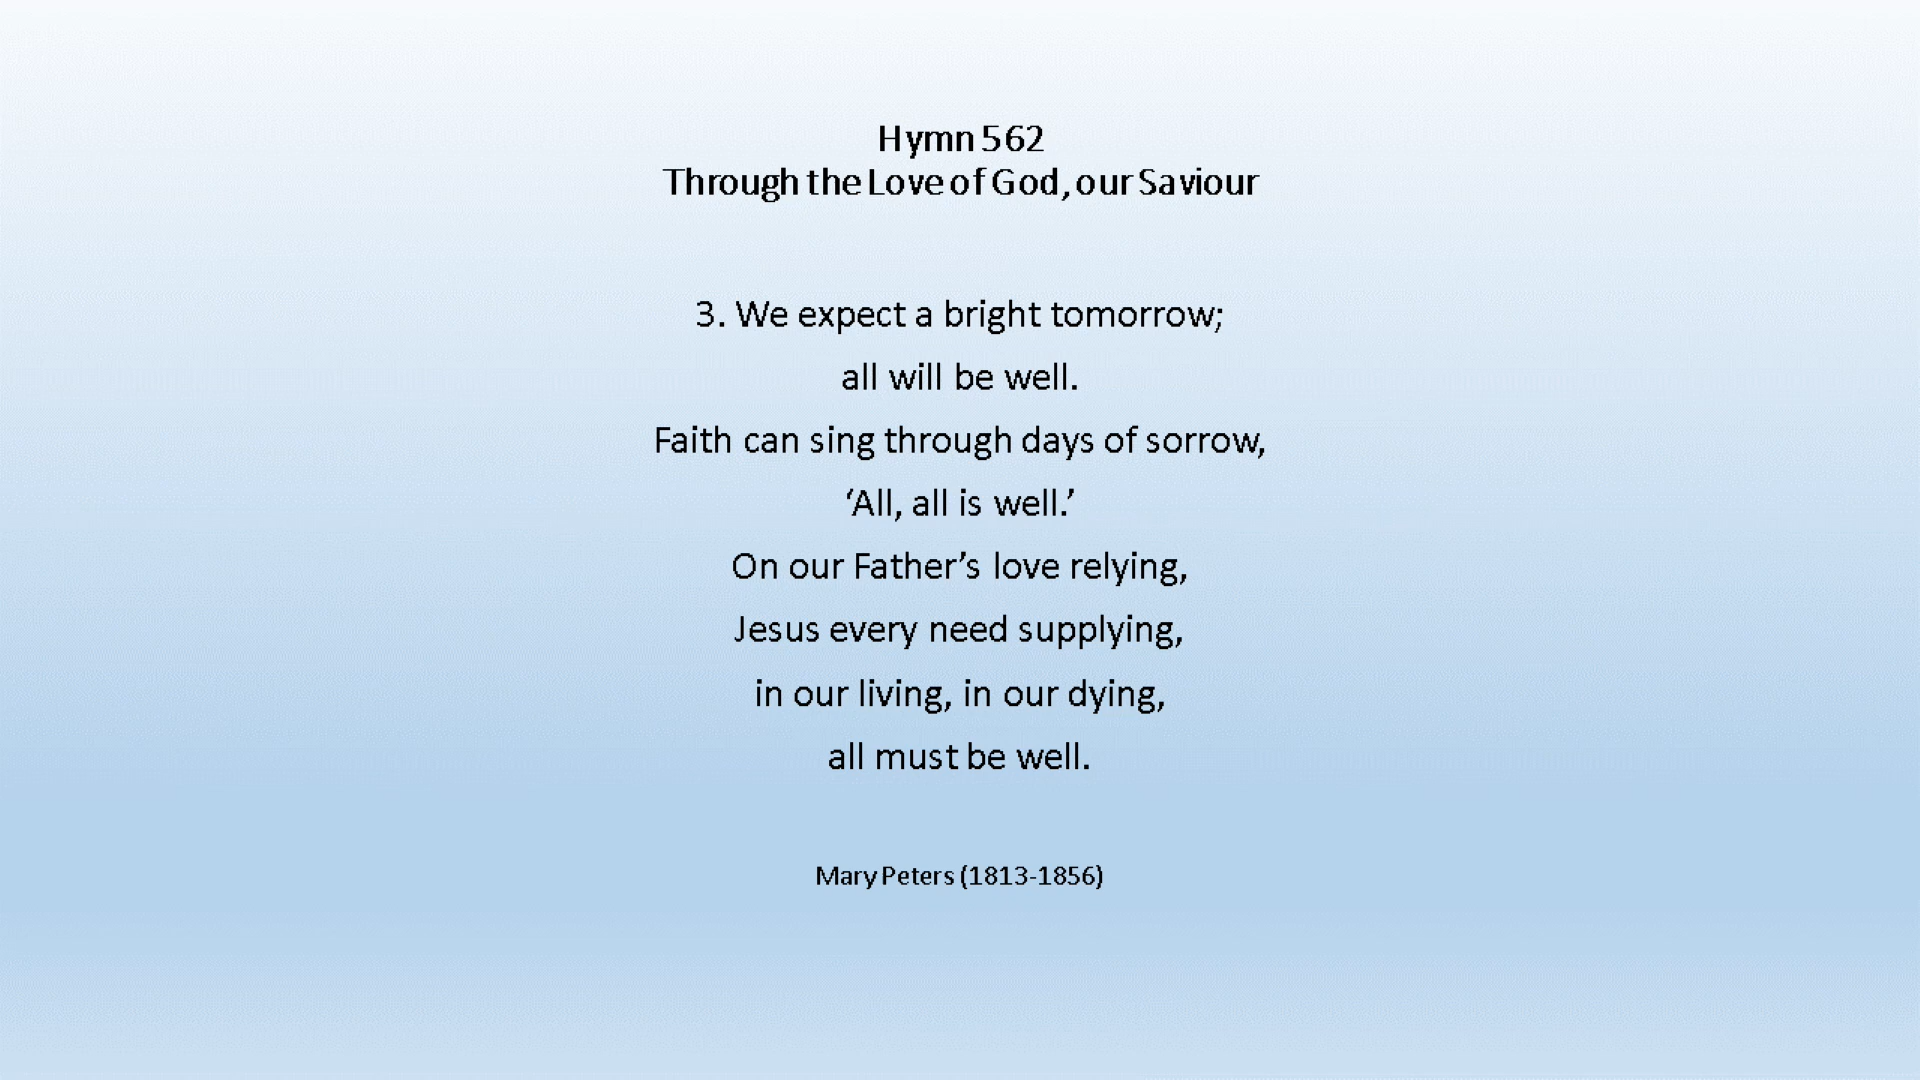 Hymn 562
Through the Love of God, our Saviour
3. We expect a bright tomorrow;
all will be well.
Faith can sing through days of sorrow,
‘All, all is well.’
On our Father’s love relying,
Jesus every need supplying,
in our living, in our dying,
all must be well.
Mary Peters (1813-1856)